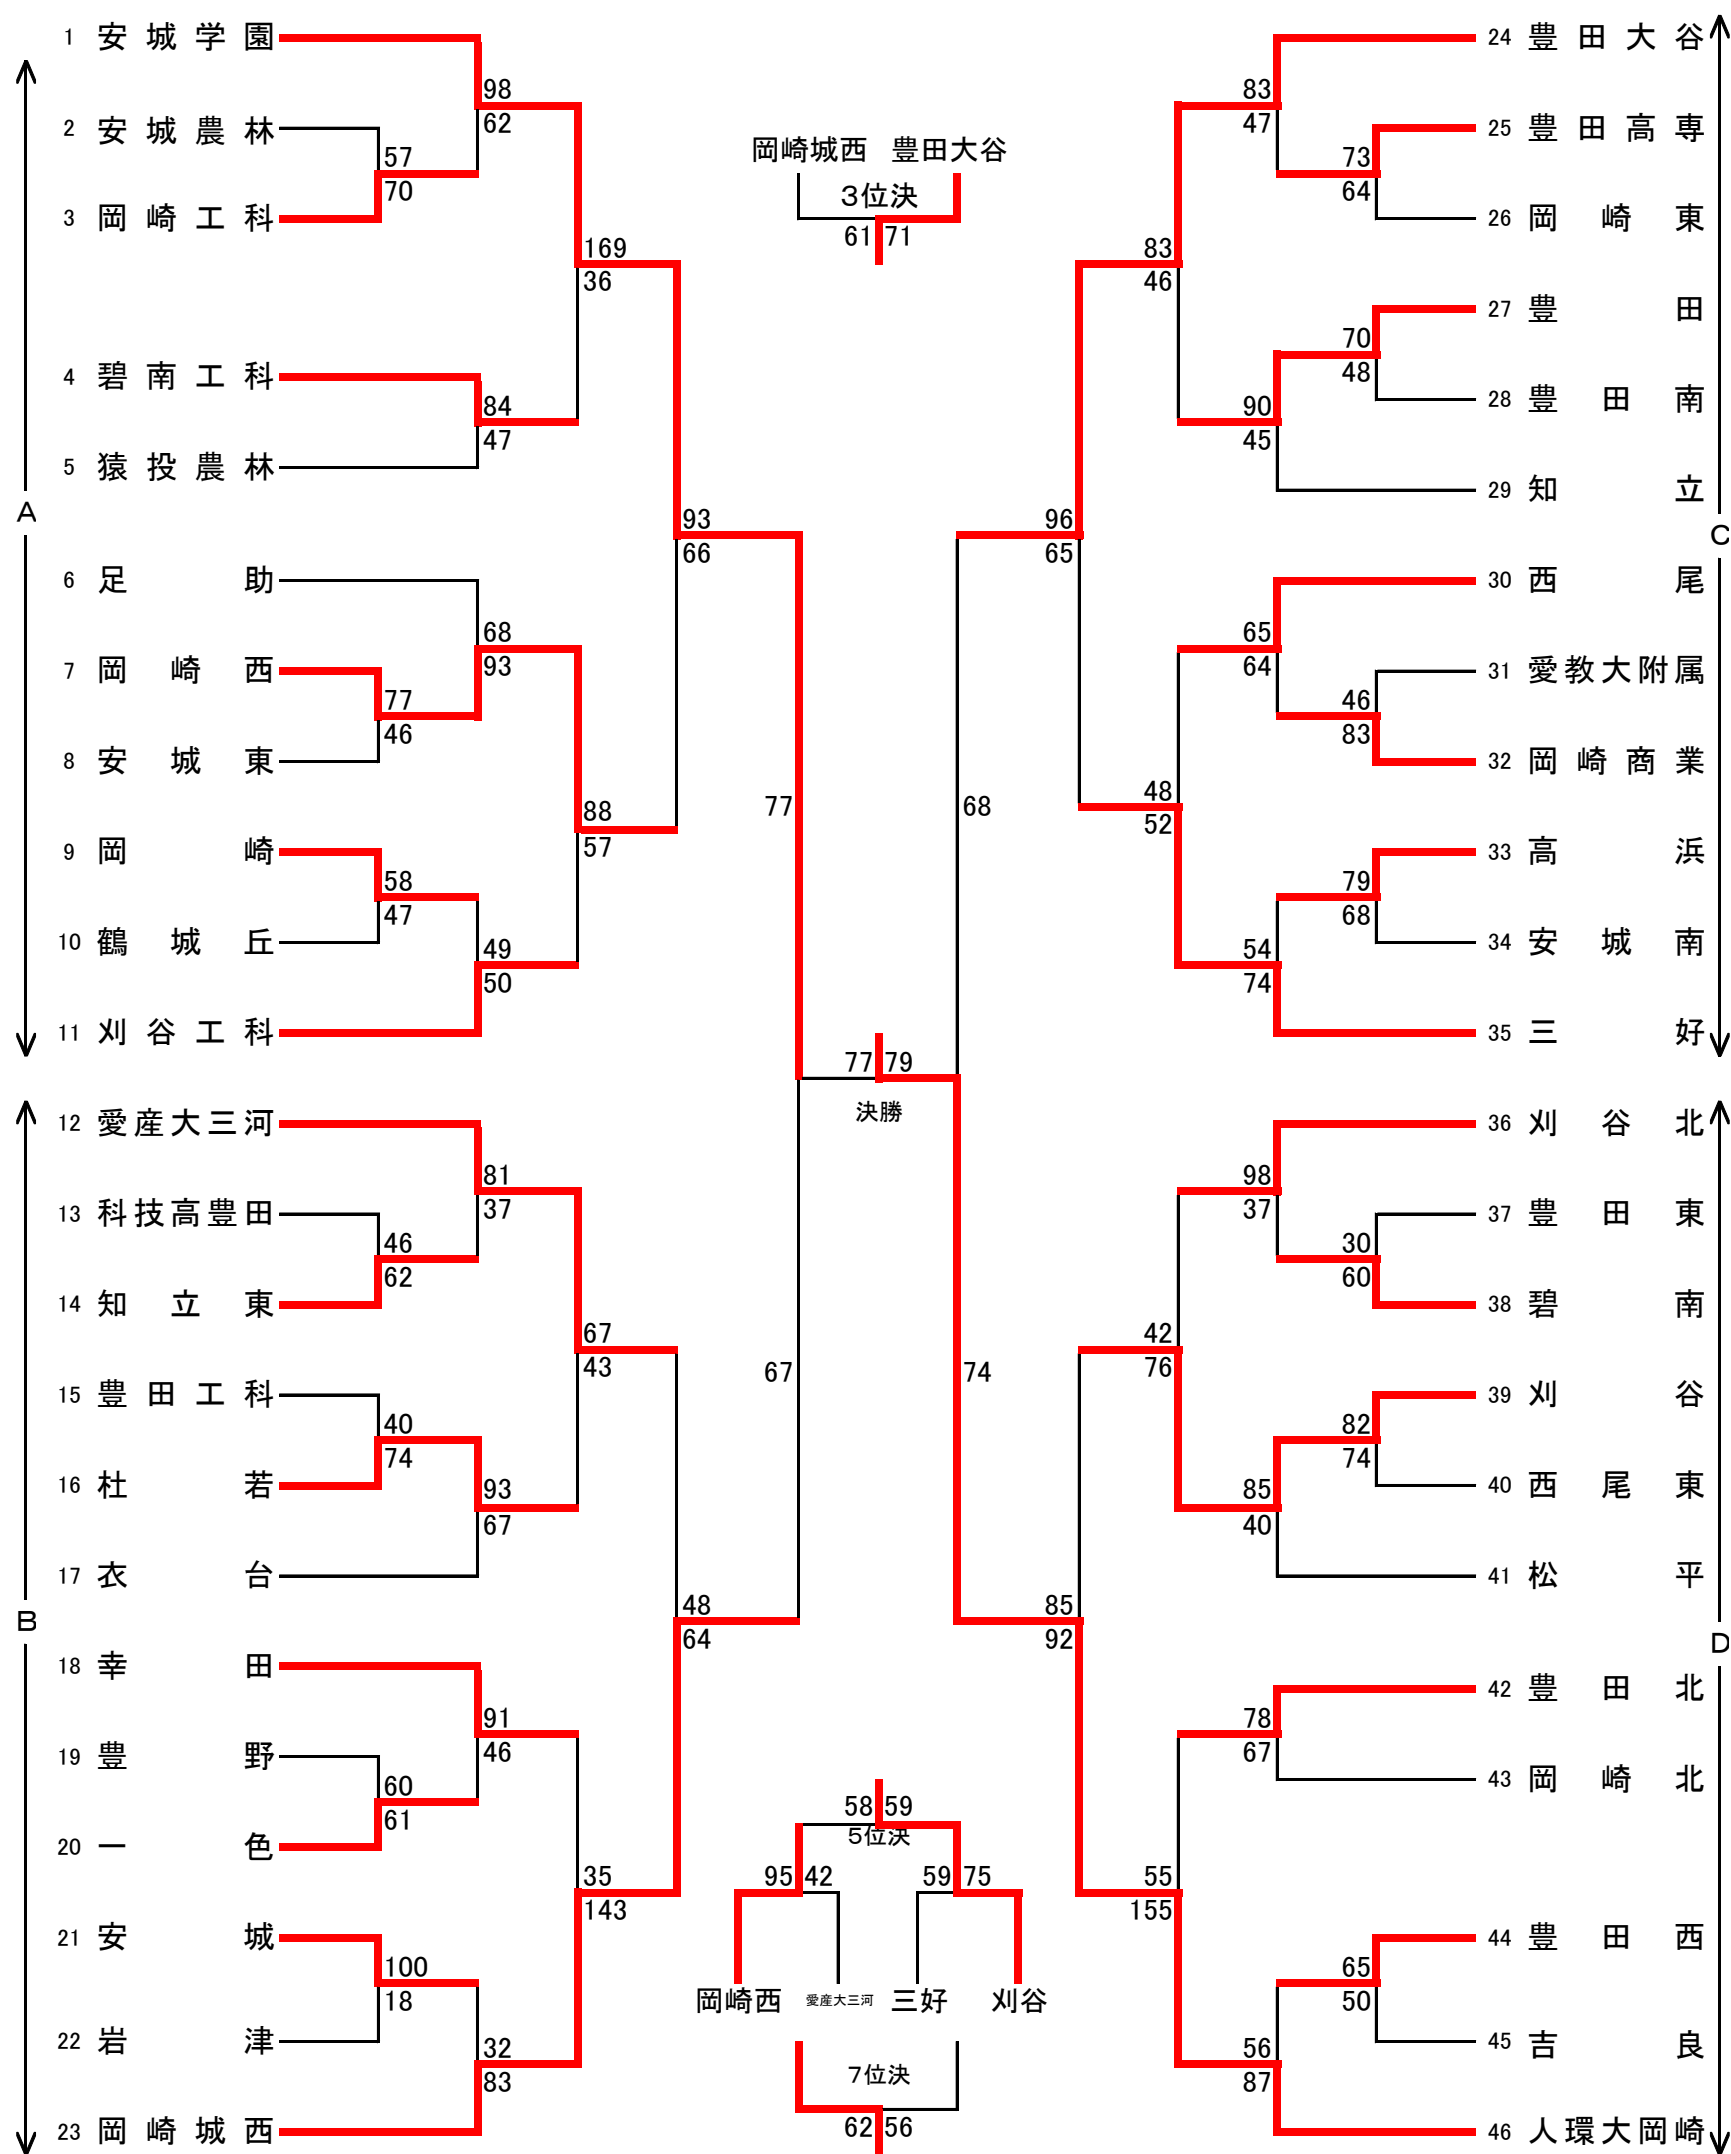 1 安城学園
98
62
2 安城農林
57
70
3 岡崎工科
169
36
4 碧南工科
84
47
5 猿投農林
A
93
66
6 足助
68
93
7 岡崎西
77
46
8 安城東
88
57
9 岡崎
58
47
10 鶴城丘
49
50
11 刈谷工科
77
12 愛産大三河
81
37
13 科技高豊田
46
62
14 知立東
67
43
15 豊田工科
40
74
16 杜若
93
67
17 衣台
B
48
64
67
18 幸田
91
46
19 豊野
60
61
20 一色
35
143
21 安城
100
18
22 岩津
32
83
23 岡崎城西
岡崎城西 豊田大谷
3位決
61 71
77 79
決勝
58 59
5位決
95 42
59 75
岡崎西 愛産大三河 三好 刈谷
7位決
62 56
24 豊田大谷
83
47
25 豊田高専
73
64
26 岡崎東
83
46
27 豊田
70
48
28 豊田南
90
45
29 知立
C
96
65
30 西尾
65
64
31 愛教大附属
46
83
32 岡崎商業
48
52
33 高浜
79
68
34 安城南
54
74
35 三好
68
36 刈谷北
98
37
37 豊田東
30
60
38 碧南
42
76
39 刈谷
82
74
40 西尾東
85
40
41 松平
D
85
92
74
42 豊田北
78
67
43 岡崎北
55
155
44 豊田西
65
50
45 吉良
56
87
46 人環大岡崎